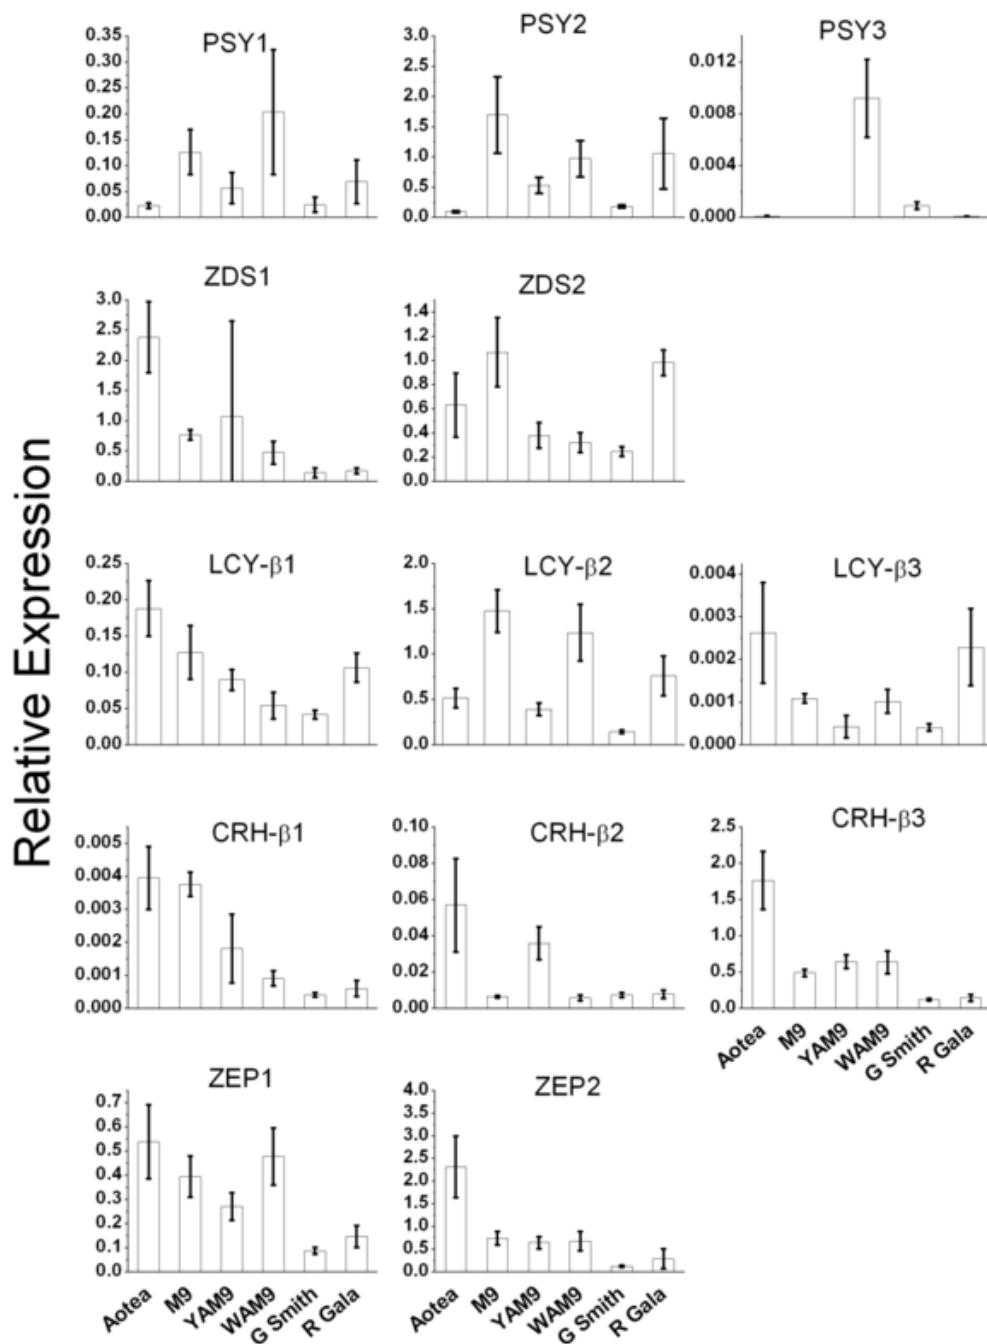 Relative Expression
PSY1
0.35
0.30
0.25
0.20
0.15
0.10
0.05
0.00
PSY2
3.0
2.5
2.0
1.5
1.0
0.5
0.0
PSY3
0.012
0.008
0.004
0.000
ZDS1
3.0
2.5
2.0
1.5
1.0
0.5
0.0
ZDS2
1.4
1.2
1.0
0.8
0.6
0.4
0.2
0.0
LCY-β1
0.25
0.20
0.15
0.10
0.05
0.00
LCY-β2
2.0
1.5
1.0
0.5
0.0
LCY-β3
0.004
0.003
0.002
0.001
0.000
CRH-β1
0.005
0.004
0.003
0.002
0.001
0.000
CRH-β2
0.10
0.08
0.06
0.04
0.02
0.00
CRH-β3
2.5
2.0
1.5
1.0
0.5
0.0
Aotea
M9
YAM9
WAM9
G Smith
R Gala
ZEP1
0.7
0.6
0.5
0.4
0.3
0.2
0.1
0.0
Aotea
M9
YAM9
WAM9
G Smith
R Gala
ZEP2
4.0
3.5
3.0
2.5
2.0
1.5
1.0
0.5
0.0
Aotea
M9
YAM9
WAM9
G Smith
R Gala